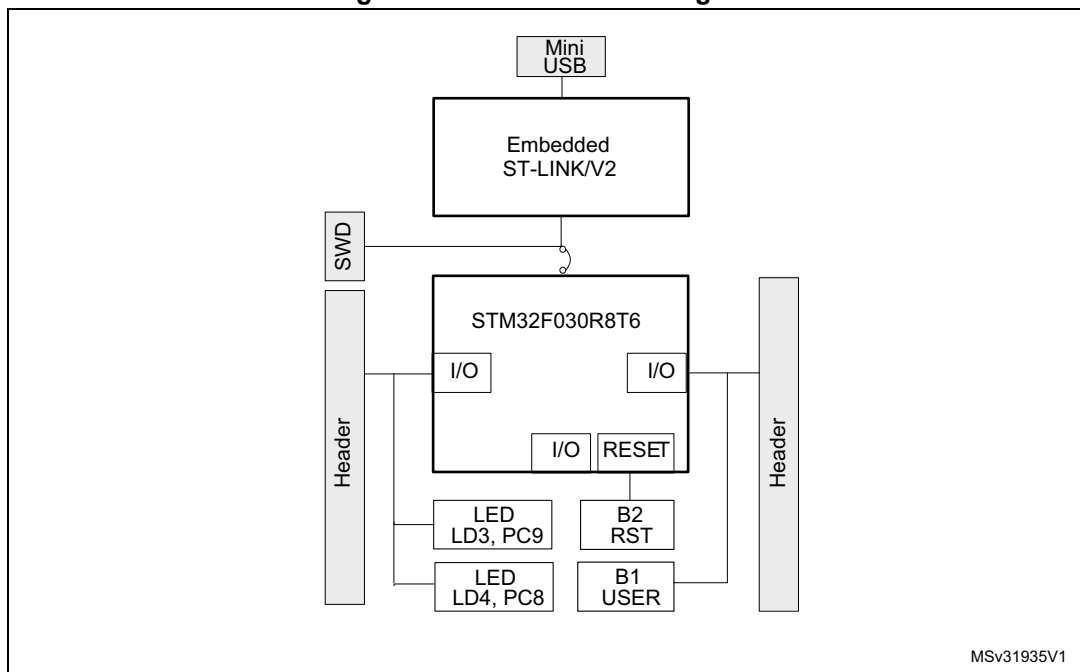 Mini
USB
Embedded
ST-LINK/V2
SWD
STM32F030R8T6
I/O
I/O
Header
Header
I/O
RESET
LED
LD3, PC9
B2
RST
LED
LD4, PC8
B1
USER
MSv31935V1